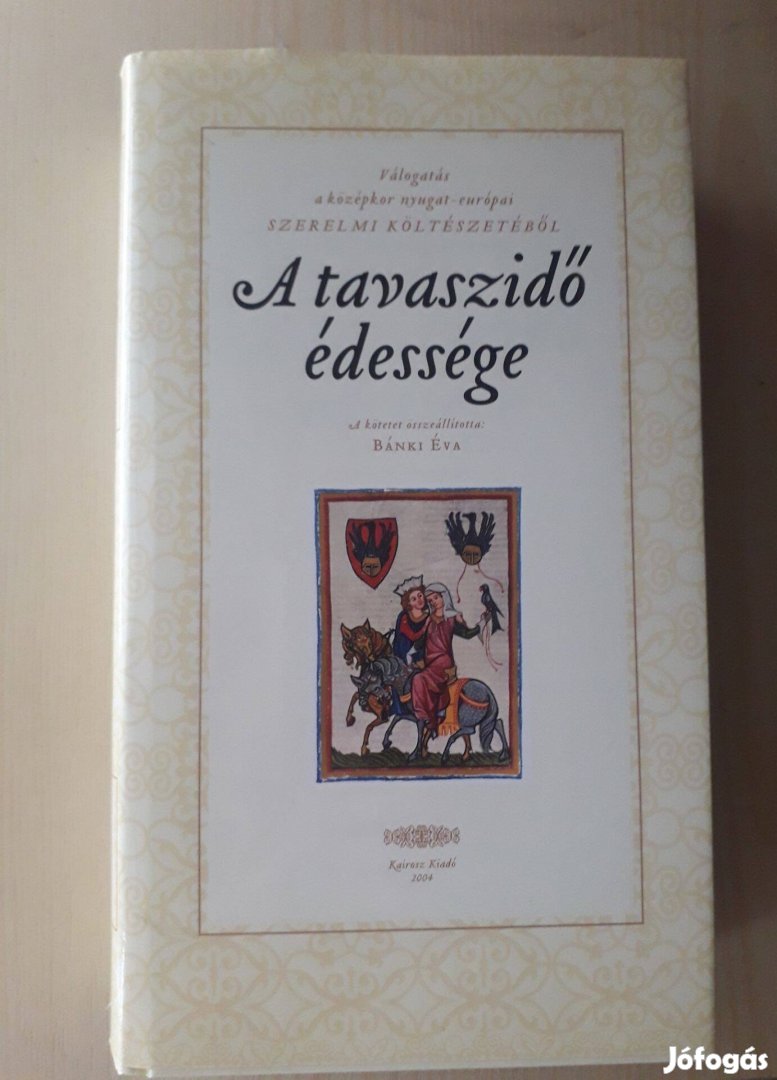 Válogatás
a középkor nyugat-európai
SZERELMI KÖLTÉSZETÉBŐL
A tavaszidő
édessége
A kötetet összeállította:
BÁNKI ÉVA
Kairosz Kiadó
2004
Jófogás